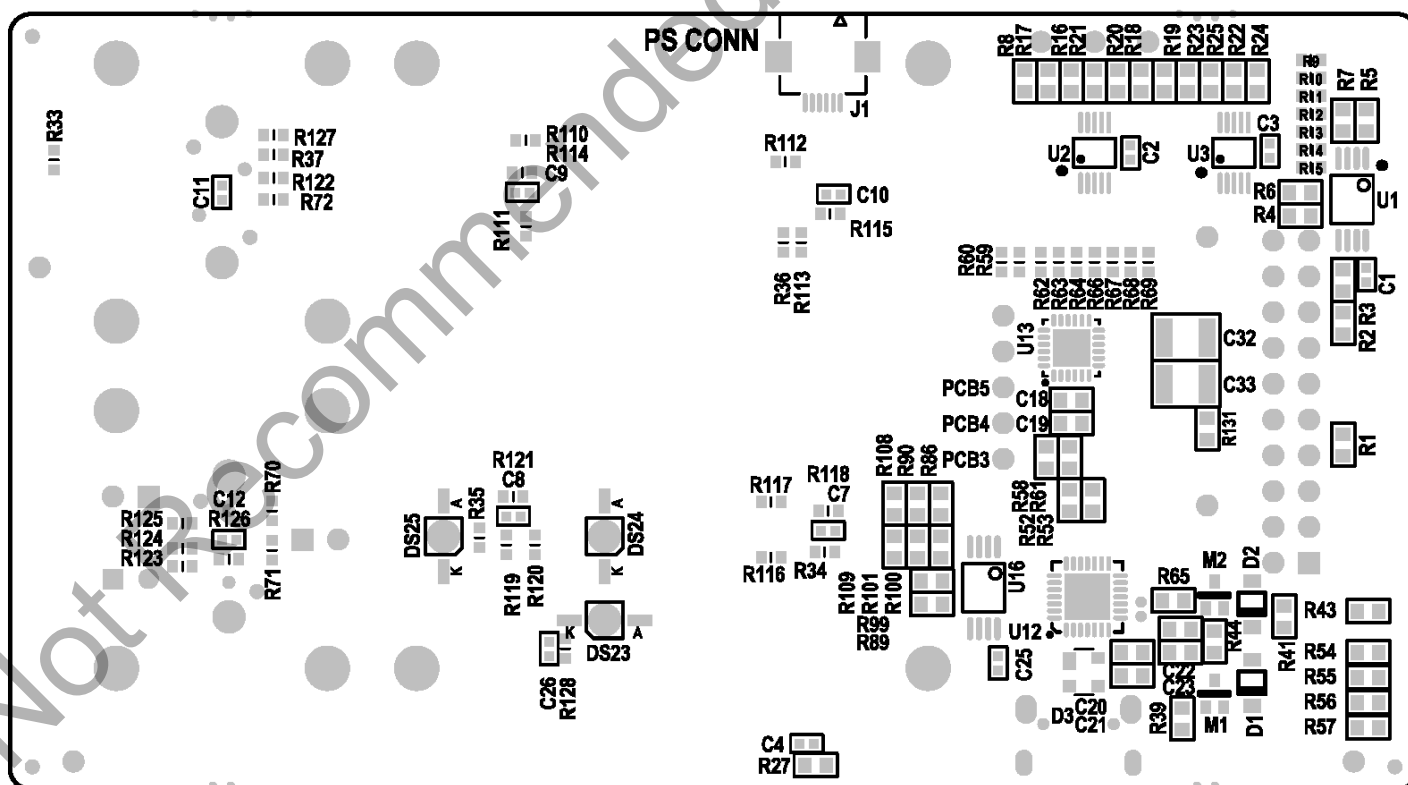 Not Recommended
PS CONN
J1
R8
R17
R16
R21
R20
R18
R19
R23
R25
R22
R24
R9
R10
R11
R12
R13
R14
R15
R7
R5
R33
R127
R37
R122
R72
C11
R110
R114
C9
R111
R112
C10
R115
R36
R113
U2
C2
U3
C3
R6
R4
U1
R60
R59
R62
R63
R64
R66
R67
R68
R69
C1
R3
R2
U13
C32
C33
PCB5
C18
PCB4
C19
R131
R1
PCB3
R108
R90
R86
R58
R61
R52
R53
R70
C12
R125
R126
R124
R123
R71
R121
C8
R35
A
DS25
K
R119
R120
A
DS24
K
R117
R118
C7
R116
R34
R109
R101
R100
R99
R89
U16
U12
R65
M2
D2
R43
R44
R41
R54
R55
R56
R57
K
A
DS23
C26
R128
C25
C22
C23
D3
C20
C21
R39
M1
D1
C4
R27